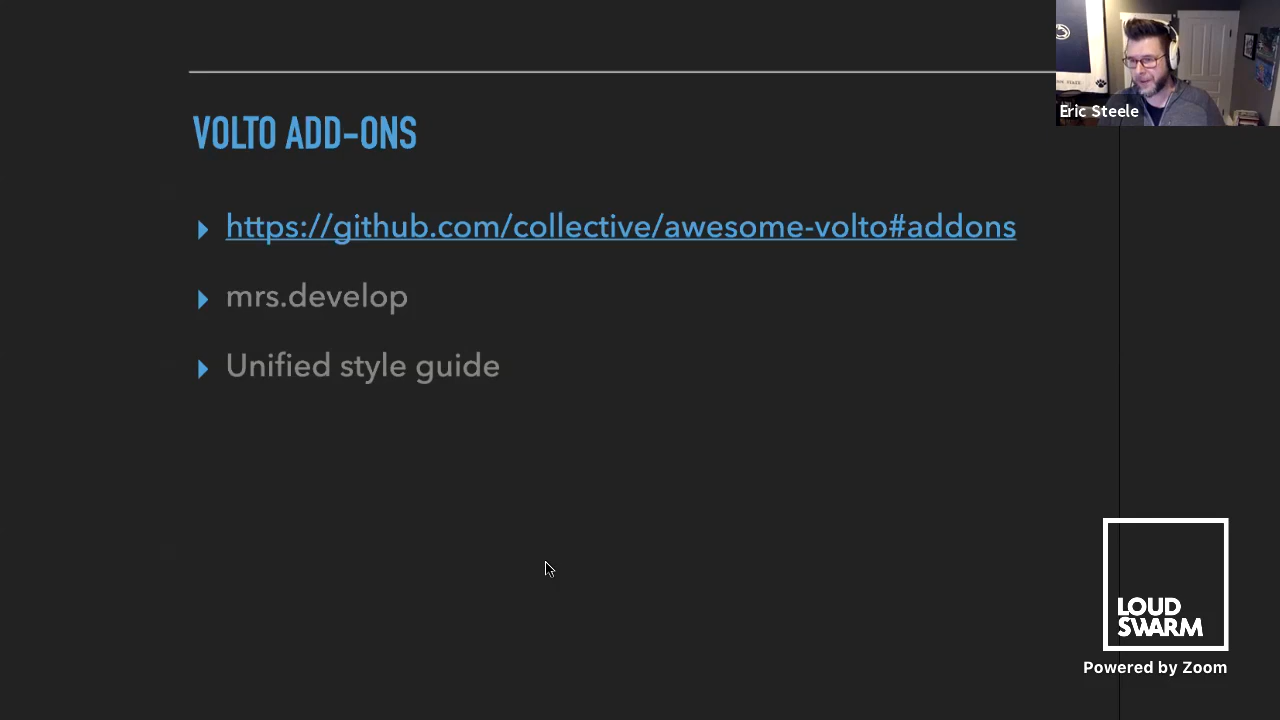 VOLTO ADD-ONS
https://github.com/collective/awesome-volto#addons
mrs.develop
Unified style guide
Eric Steele
LOUD
SWARM
Powered by Zoom